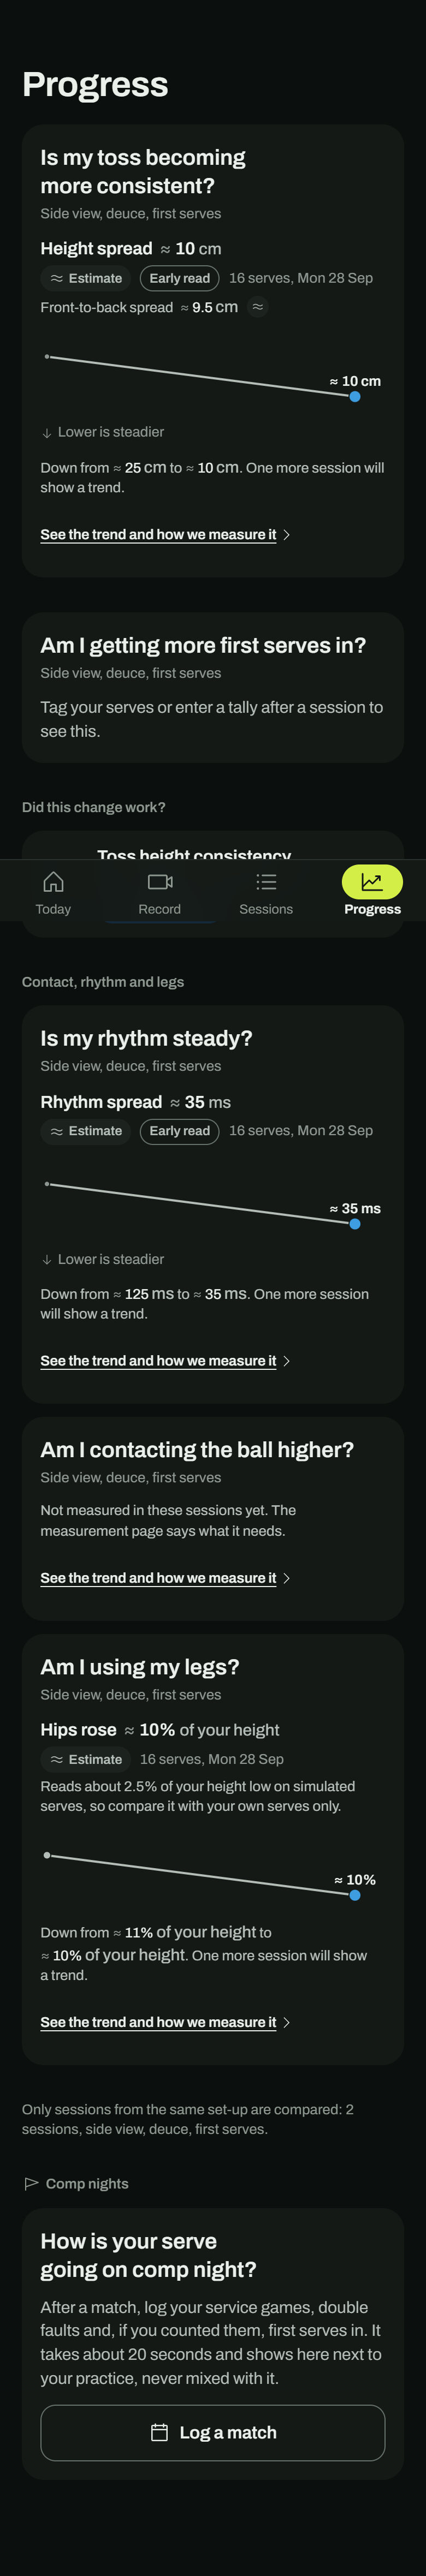 Progress
Is my toss becoming
more consistent?
Side view, deuce, first serves
Height spread ≈ 10 cm
≈ Estimate Early read 16 serves, Mon 28 Sep
Front-to-back spread ≈ 9.5 cm ≈
≈ 10 cm
↓ Lower is steadier
Down from ≈ 25 cm to ≈ 10 cm. One more session will
show a trend.
See the trend and how we measure it
Am I getting more first serves in?
Side view, deuce, first serves
Tag your serves or enter a tally after a session to
see this.
Did this change work?
Toss height consistency
Today Record Sessions Progress
Contact, rhythm and legs
Is my rhythm steady?
Side view, deuce, first serves
Rhythm spread ≈ 35 ms
≈ Estimate Early read 16 serves, Mon 28 Sep
≈ 35 ms
↓ Lower is steadier
Down from ≈ 125 ms to ≈ 35 ms. One more session
will show a trend.
See the trend and how we measure it
Am I contacting the ball higher?
Side view, deuce, first serves
Not measured in these sessions yet. The
measurement page says what it needs.
See the trend and how we measure it
Am I using my legs?
Side view, deuce, first serves
Hips rose ≈ 10% of your height
≈ Estimate 16 serves, Mon 28 Sep
Reads about 2.5% of your height low on simulated
serves, so compare it with your own serves only.
≈ 10%
Down from ≈ 11% of your height to
≈ 10% of your height. One more session will show
a trend.
See the trend and how we measure it
Only sessions from the same set-up are compared: 2
sessions, side view, deuce, first serves.
Comp nights
How is your serve
going on comp night?
After a match, log your service games, double
faults and, if you counted them, first serves in. It
takes about 20 seconds and shows here next to
your practice, never mixed with it.
Log a match